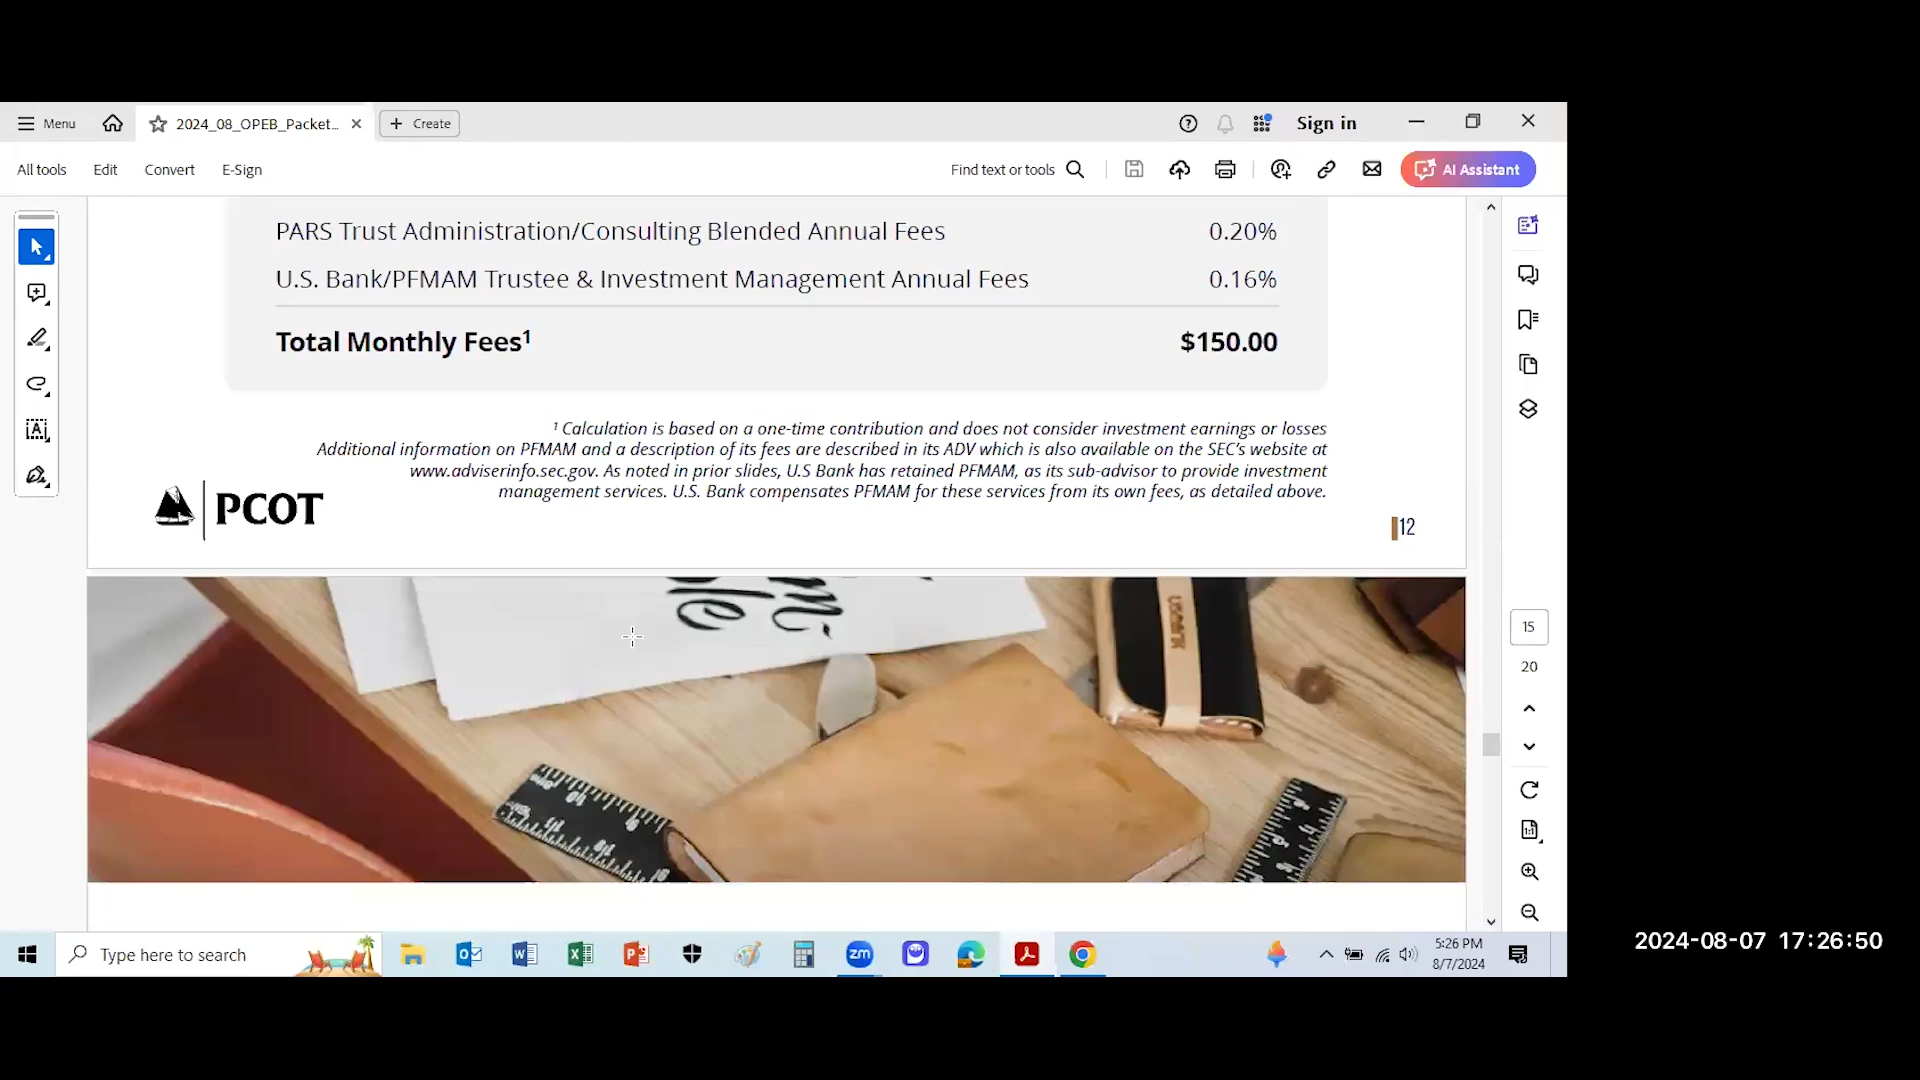 Menu
2024_08_OPEB_Packet...
Create
Sign in
All tools
Edit
Convert
E-Sign
Find text or tools
AI Assistant
PARS Trust Administration/Consulting Blended Annual Fees 0.20%
U.S. Bank/PFMAM Trustee & Investment Management Annual Fees 0.16%
Total Monthly Fees¹ $150.00
¹ Calculation is based on a one-time contribution and does not consider investment earnings or losses
Additional information on PFMAM and a description of its fees are described in its ADV which is also available on the SEC's website at
www.adviserinfo.sec.gov. As noted in prior slides, U.S Bank has retained PFMAM, as its sub-advisor to provide investment
management services. U.S. Bank compensates PFMAM for these services from its own fees, as detailed above.
PCOT
12
15
20
Type here to search
zm
5:26 PM
8/7/2024
2024-08-07 17:26:50